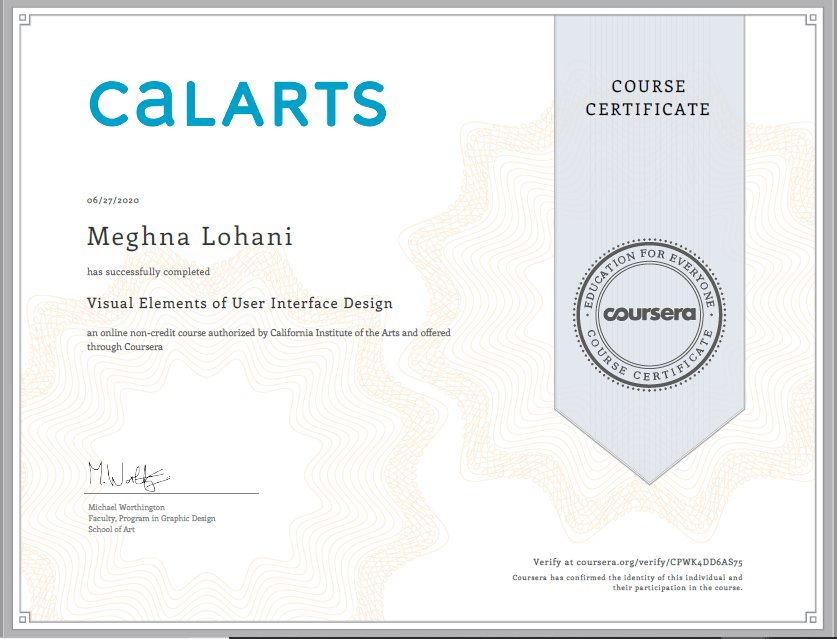 CALARTS
COURSE
CERTIFICATE
06/27/2020
Meghna Lohani
has successfully completed
Visual Elements of User Interface Design
an online non-credit course authorized by California Institute of the Arts and offered
through Coursera
EDUCATION FOR EVERYONE
coursera
COURSE CERTIFICATE
M.Worth
Michael Worthington
Faculty, Program in Graphic Design
School of Art
Verify at coursera.org/verify/CPWK4DD6AS75
Coursera has confirmed the identity of this individual and
their participation in the course.